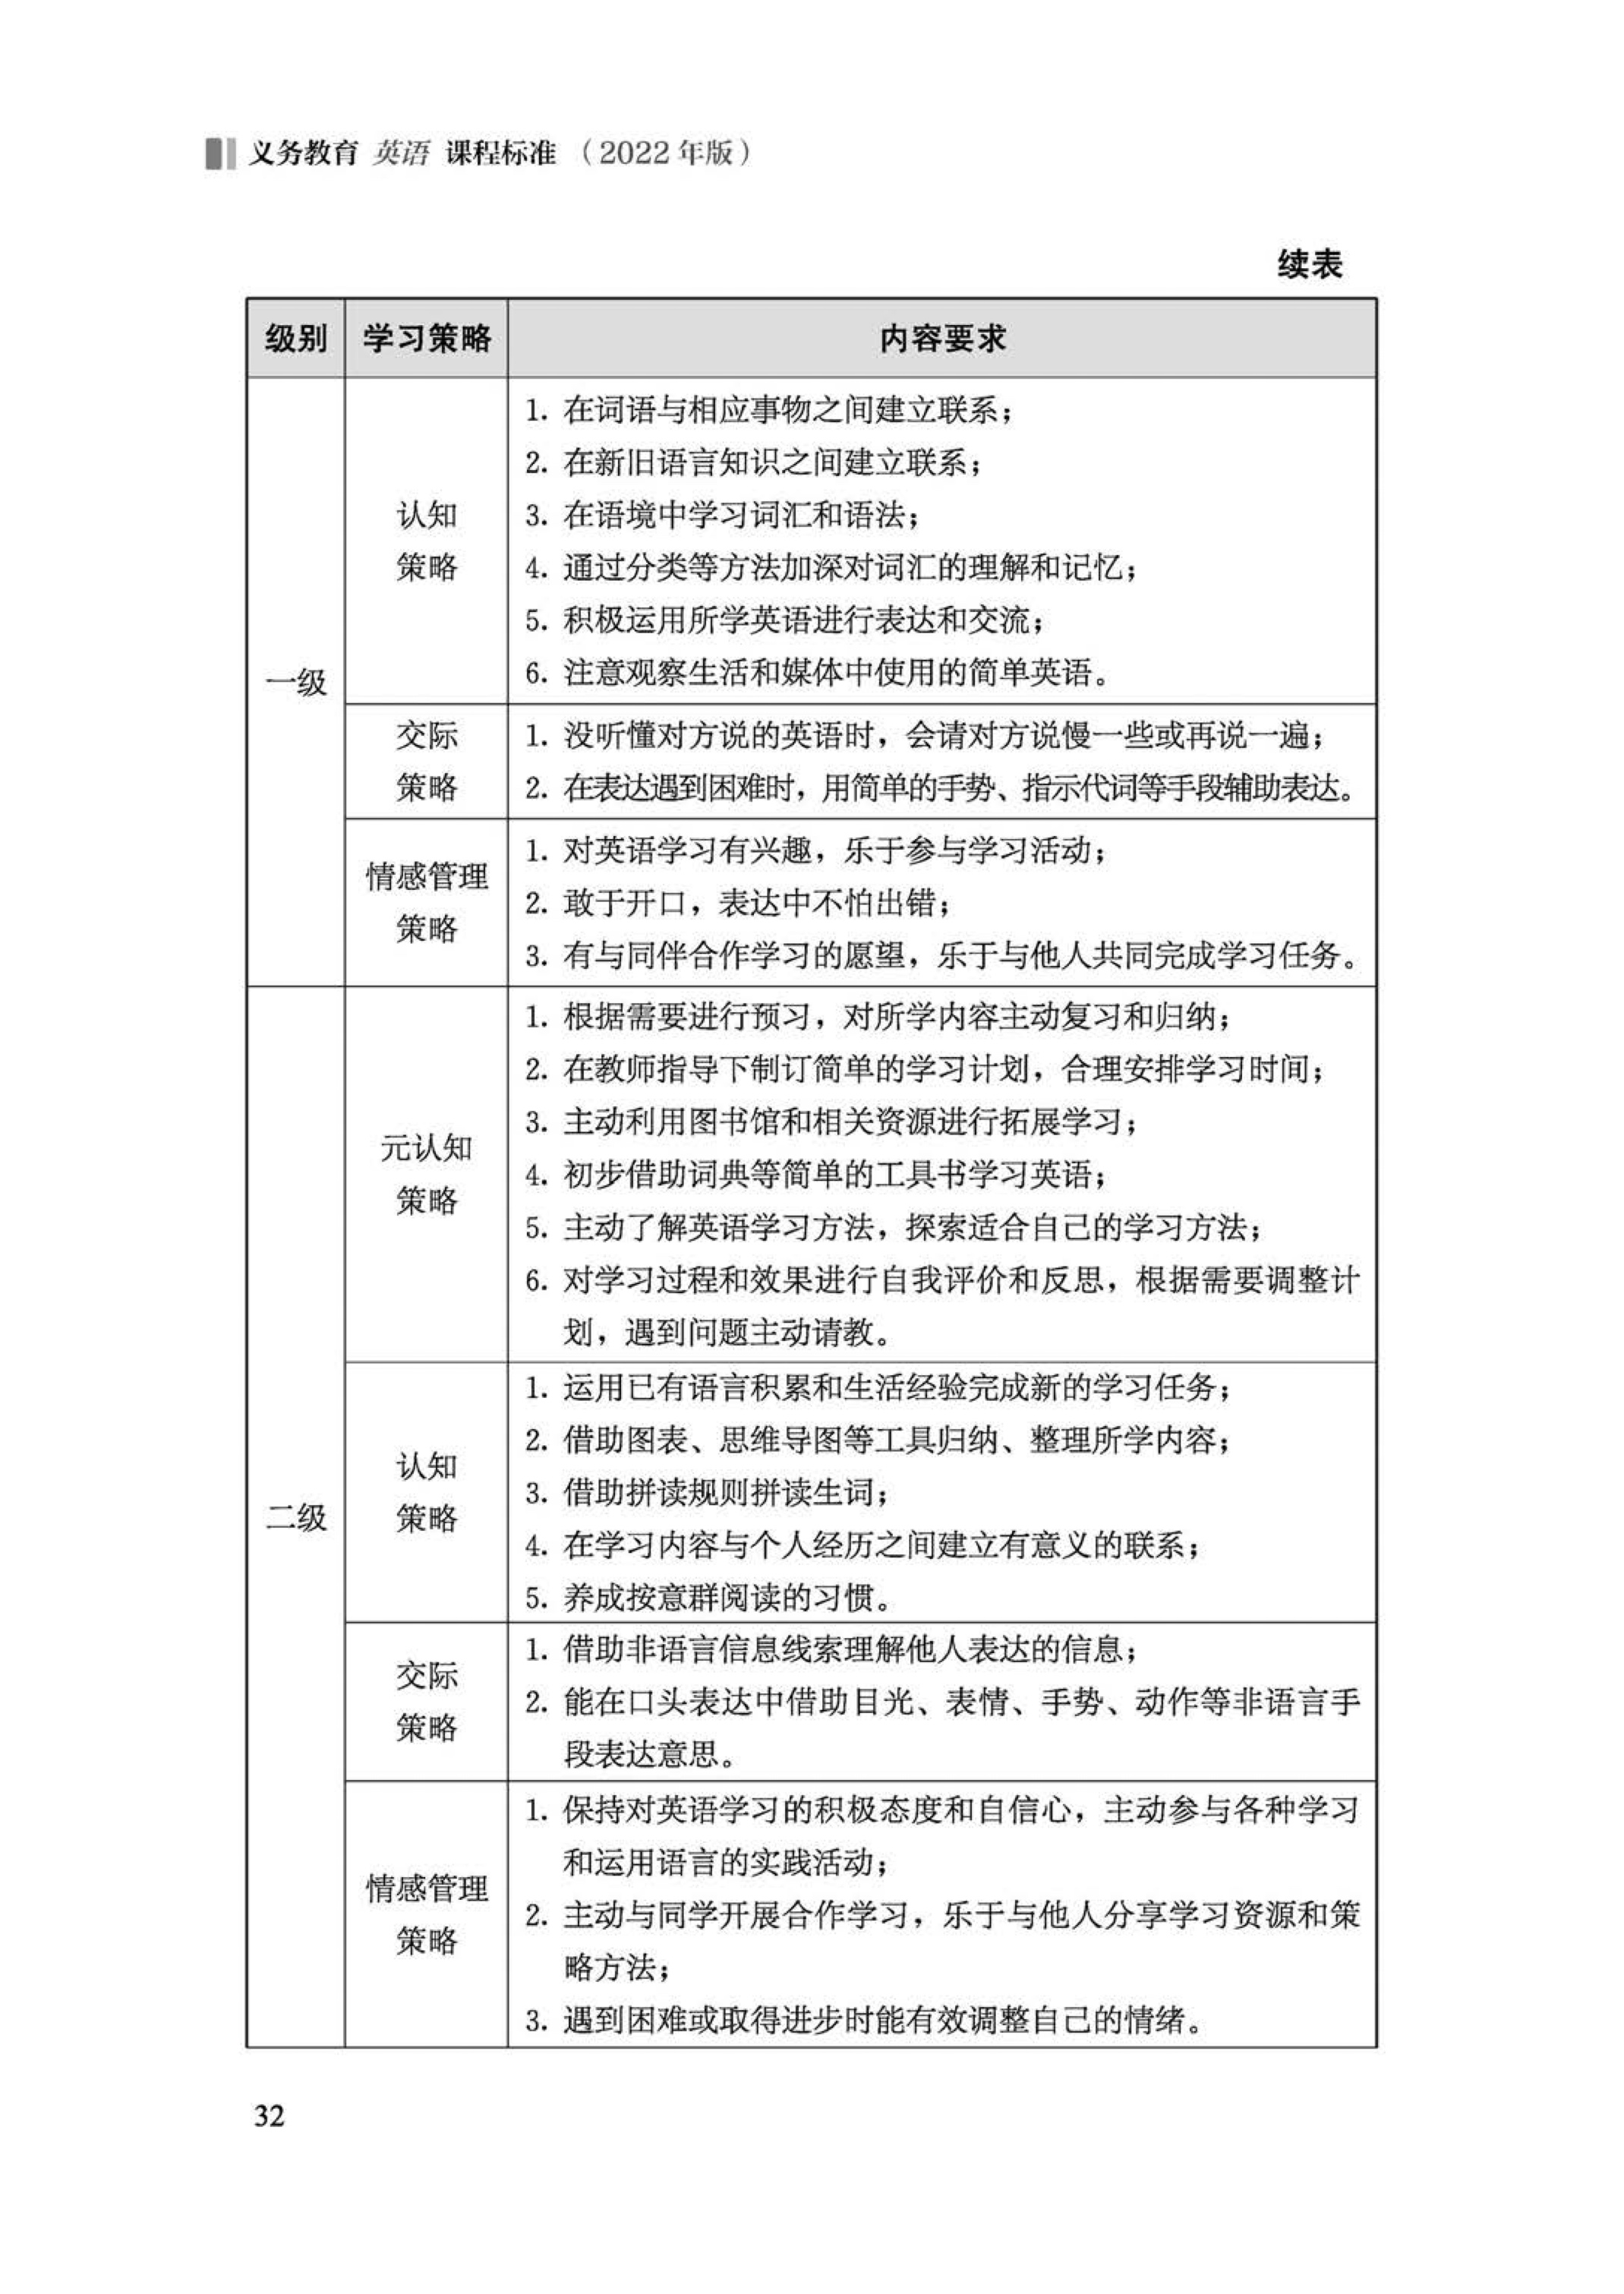 义务教育 英语 课程标准（2022 年版）
续表
级别 学习策略 内容要求
一级
认知
策略
1. 在词语与相应事物之间建立联系；
2. 在新旧语言知识之间建立联系；
3. 在语境中学习词汇和语法；
4. 通过分类等方法加深对词汇的理解和记忆；
5. 积极运用所学英语进行表达和交流；
6. 注意观察生活和媒体中使用的简单英语。
交际
策略
1. 没听懂对方说的英语时，会请对方说慢一些或再说一遍；
2. 在表达遇到困难时，用简单的手势、指示代词等手段辅助表达。
情感管理
策略
1. 对英语学习有兴趣，乐于参与学习活动；
2. 敢于开口，表达中不怕出错；
3. 有与同伴合作学习的愿望，乐于与他人共同完成学习任务。
二级
元认知
策略
1. 根据需要进行预习，对所学内容主动复习和归纳；
2. 在教师指导下制订简单的学习计划，合理安排学习时间；
3. 主动利用图书馆和相关资源进行拓展学习；
4. 初步借助词典等简单的工具书学习英语；
5. 主动了解英语学习方法，探索适合自己的学习方法；
6. 对学习过程和效果进行自我评价和反思，根据需要调整计
划，遇到问题主动请教。
认知
策略
1. 运用已有语言积累和生活经验完成新的学习任务；
2. 借助图表、思维导图等工具归纳、整理所学内容；
3. 借助拼读规则拼读生词；
4. 在学习内容与个人经历之间建立有意义的联系；
5. 养成按意群阅读的习惯。
交际
策略
1. 借助非语言信息线索理解他人表达的信息；
2. 能在口头表达中借助目光、表情、手势、动作等非语言手
段表达意思。
情感管理
策略
1. 保持对英语学习的积极态度和自信心，主动参与各种学习
和运用语言的实践活动；
2. 主动与同学开展合作学习，乐于与他人分享学习资源和策
略方法；
3. 遇到困难或取得进步时能有效调整自己的情绪。
32